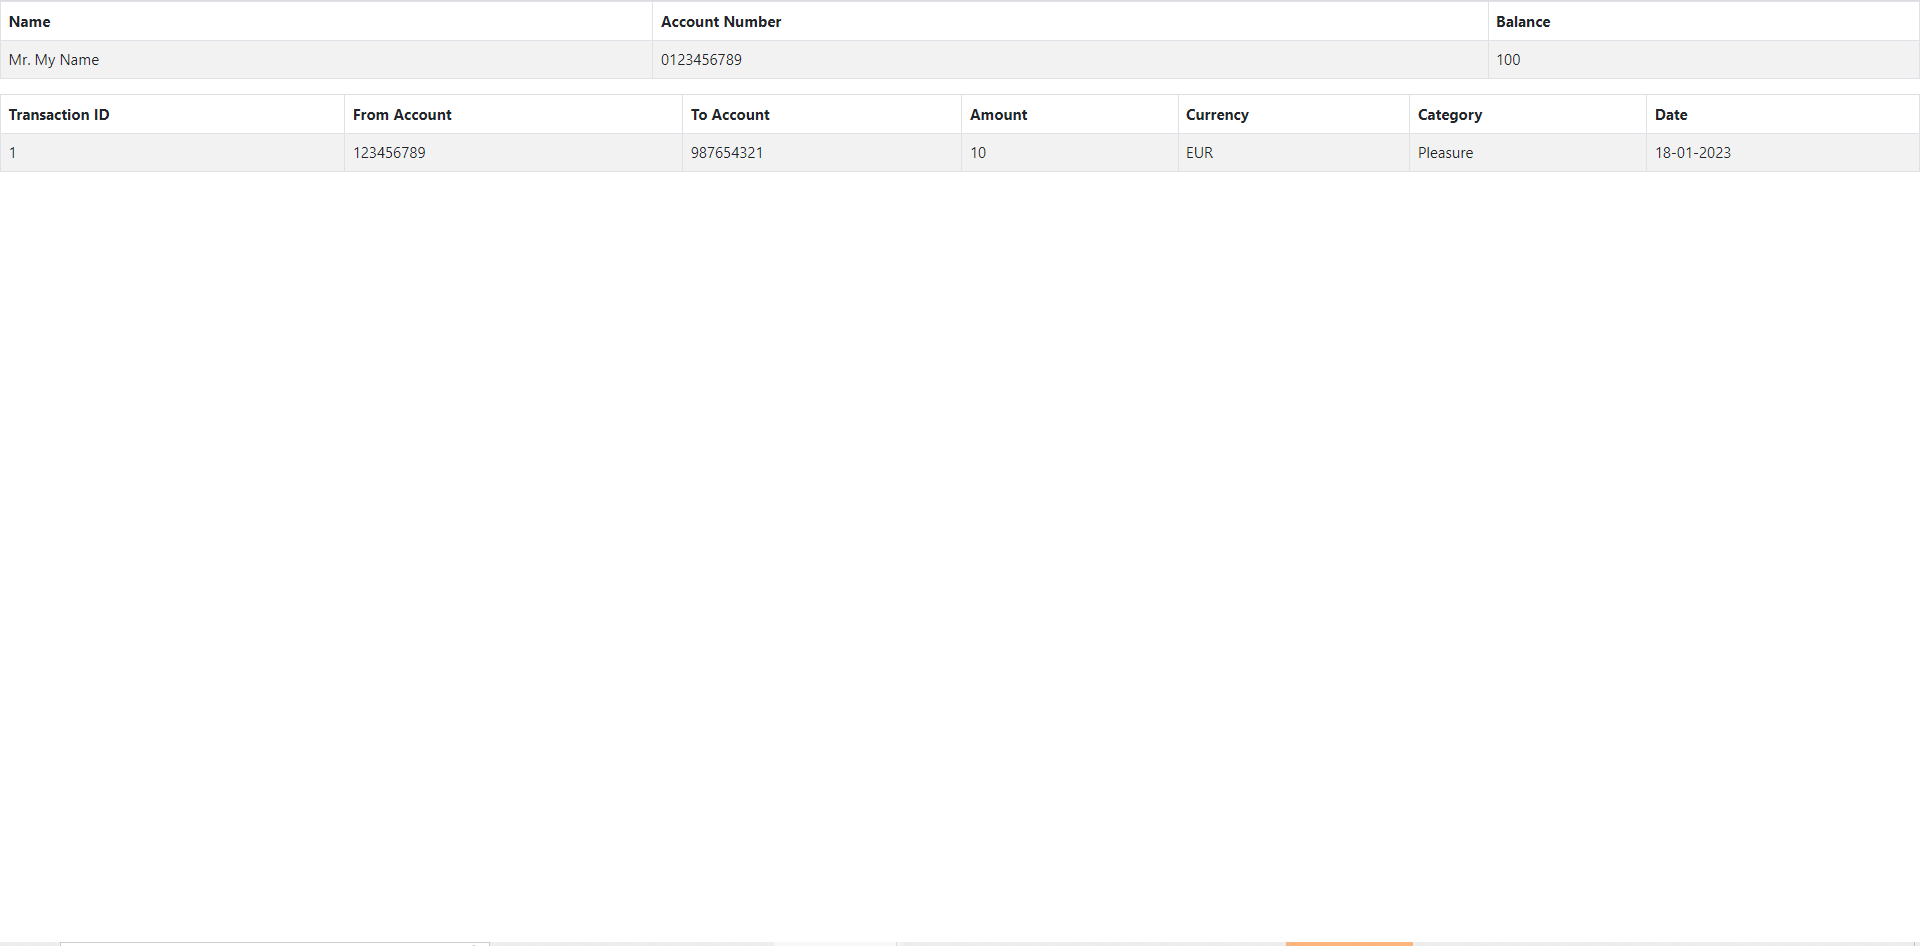 Name Account Number Balance
Mr. My Name 0123456789 100
Transaction ID From Account To Account Amount Currency Category Date
1 123456789 987654321 10 EUR Pleasure 18-01-2023